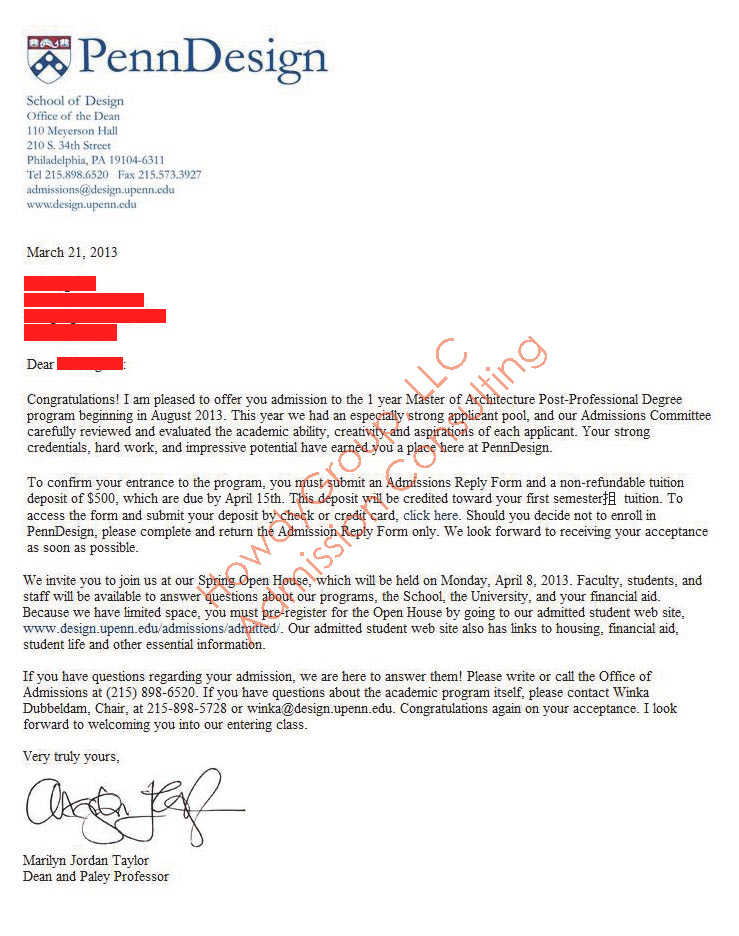 PennDesign
School of Design
Office of the Dean
110 Meyerson Hall
210 S. 34th Street
Philadelphia, PA 19104-6311
Tel 215.898.6520 Fax 215.573.3927
admissions@design.upenn.edu
www.design.upenn.edu
March 21, 2013
Dear :
Congratulations! I am pleased to offer you admission to the 1 year Master of Architecture Post-Professional Degree
program beginning in August 2013. This year we had an especially strong applicant pool, and our Admissions Committee
carefully reviewed and evaluated the academic ability, creativity and aspirations of each applicant. Your strong
credentials, hard work, and impressive potential have earned you a place here at PennDesign.
To confirm your entrance to the program, you must submit an Admissions Reply Form and a non-refundable tuition
deposit of $500, which are due by April 15th. This deposit will be credited toward your first semester抯 tuition. To
access the form and submit your deposit by check or credit card, click here. Should you decide not to enroll in
PennDesign, please complete and return the Admission Reply Form only. We look forward to receiving your acceptance
as soon as possible.
We invite you to join us at our Spring Open House, which will be held on Monday, April 8, 2013. Faculty, students, and
staff will be available to answer questions about our programs, the School, the University, and your financial aid.
Because we have limited space, you must pre-register for the Open House by going to our admitted student web site,
www.design.upenn.edu/admissions/admitted/. Our admitted student web site also has links to housing, financial aid,
student life and other essential information.
If you have questions regarding your admission, we are here to answer them! Please write or call the Office of
Admissions at (215) 898-6520. If you have questions about the academic program itself, please contact Winka
Dubbeldam, Chair, at 215-898-5728 or winka@design.upenn.edu. Congratulations again on your acceptance. I look
forward to welcoming you into our entering class.
Very truly yours,
Marilyn Jordan Taylor
Dean and Paley Professor
HowdyGroup, LLC
Admission Consulting